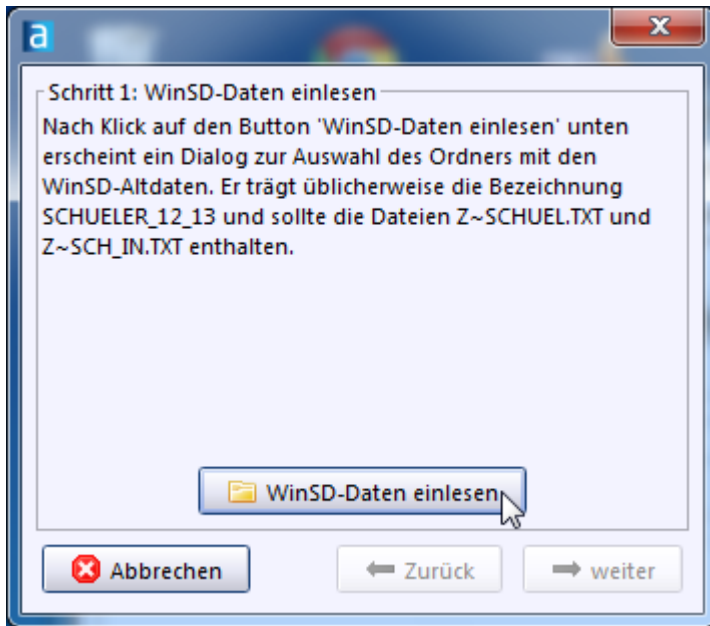 a
x
Schritt 1: WinSD-Daten einlesen
Nach Klick auf den Button 'WinSD-Daten einlesen' unten
erscheint ein Dialog zur Auswahl des Ordners mit den
WinSD-Altdaten. Er trägt üblicherweise die Bezeichnung
SCHUELER_12_13 und sollte die Dateien Z~SCHUEL.TXT und
Z~SCH_IN.TXT enthalten.
WinSD-Daten einlesen
Abbrechen
Zurück
weiter